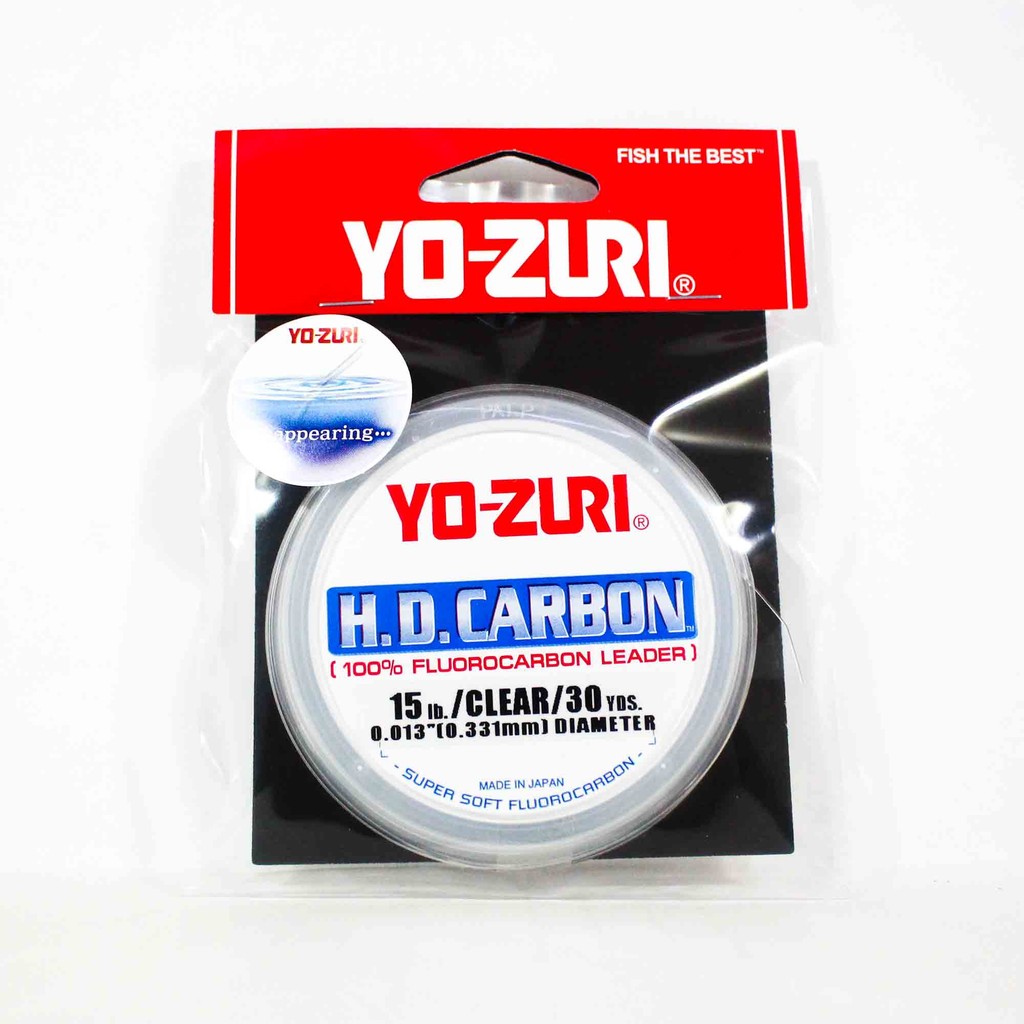 FISH THE BEST™
YO-ZURI®
YO-ZURI
appearing...
YO-ZURI®
H.D. CARBON™
( 100% FLUOROCARBON LEADER )
15 lb./CLEAR/30 YDS.
0.013"(0.331mm) DIAMETER
MADE IN JAPAN
- SUPER SOFT FLUOROCARBON -